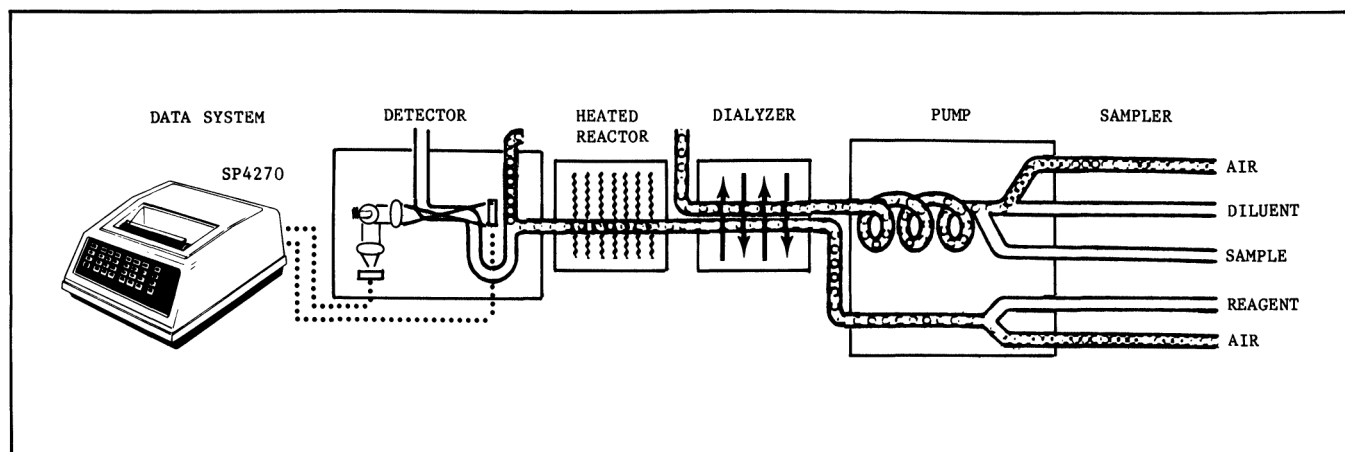 DATA SYSTEM
DETECTOR
HEATED
REACTOR
DIALYZER
PUMP
SAMPLER
SP4270
AIR
DILUENT
SAMPLE
REAGENT
AIR